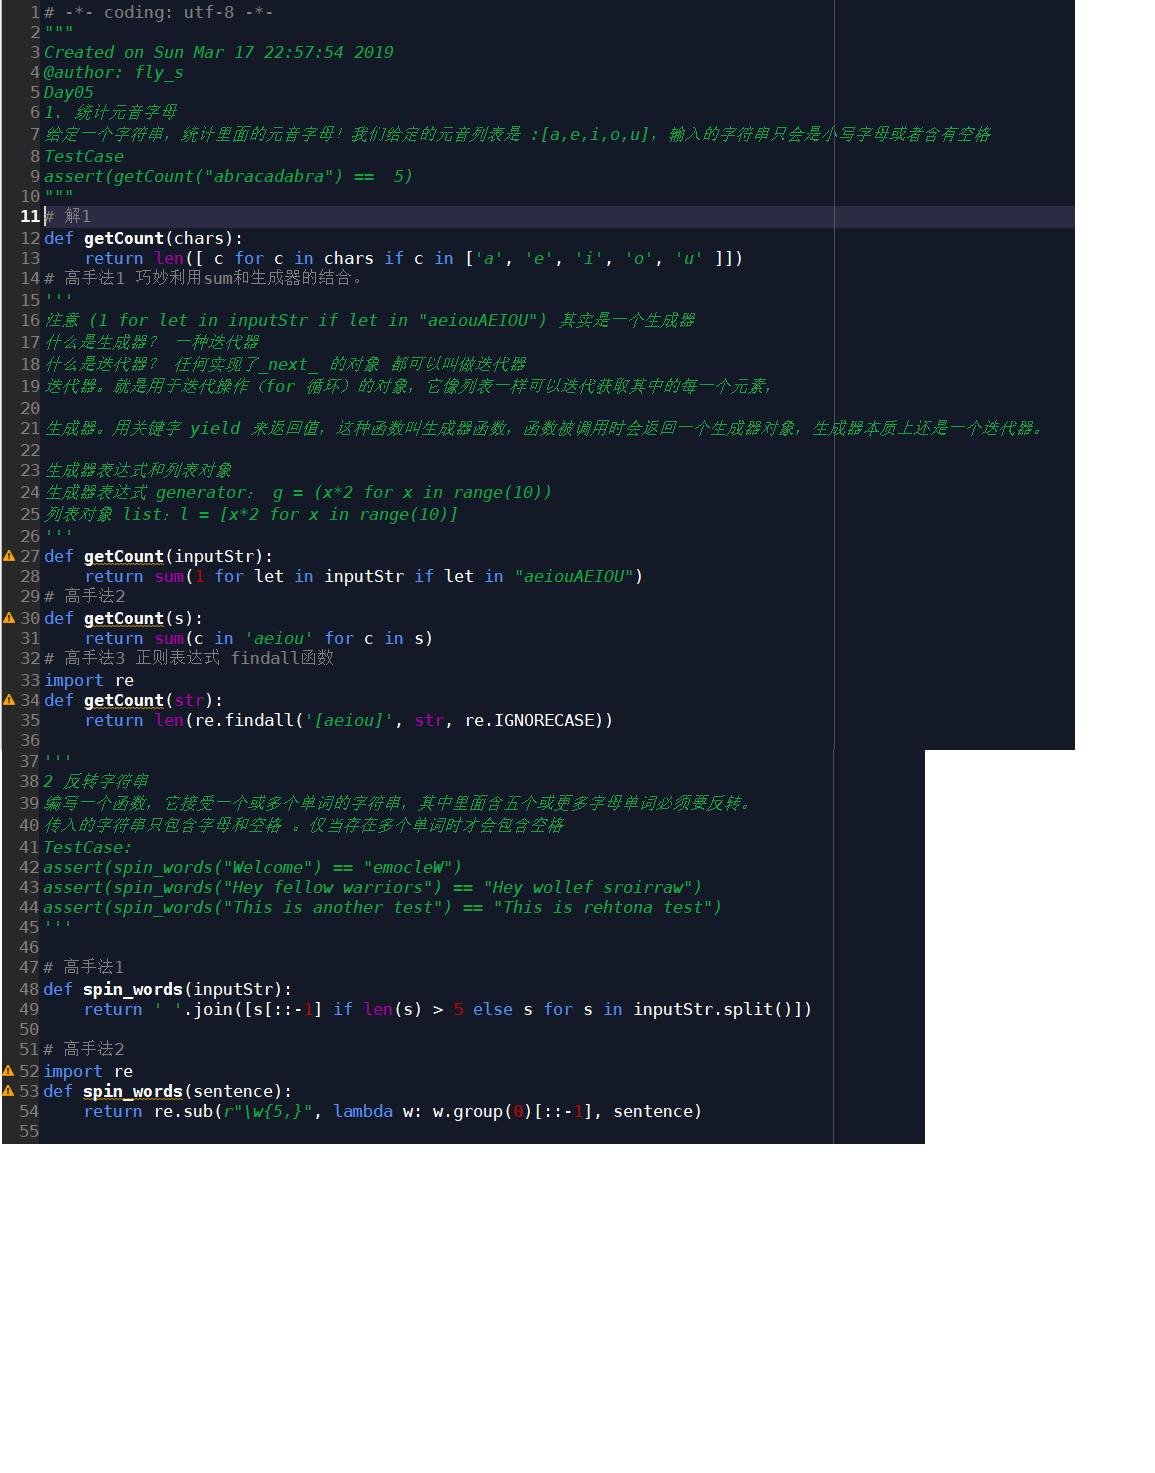 1 # -*- coding: utf-8 -*-
2 """
3 Created on Sun Mar 17 22:57:54 2019
4 @author: fly_s
5 Day05
6 1. 统计元音字母
7 给定一个字符串，统计里面的元音字母！我们给定的元音列表是 :[a,e,i,o,u]，输入的字符串只会是小写字母或者含有空格
8 TestCase
9 assert(getCount("abracadabra") ==  5)
10 """
11 # 解1
12 def getCount(chars):
13     return len([ c for c in chars if c in ['a', 'e', 'i', 'o', 'u' ]])
14 # 高手法1 巧妙利用sum和生成器的结合。
15 '''
16 注意 (1 for let in inputStr if let in "aeiouAEIOU") 其实是一个生成器
17 什么是生成器？ 一种迭代器
18 什么是迭代器？ 任何实现了_next_ 的对象 都可以叫做迭代器
19 迭代器。就是用于迭代操作（for 循环）的对象，它像列表一样可以迭代获取其中的每一个元素，
20
21 生成器。用关键字 yield 来返回值，这种函数叫生成器函数，函数被调用时会返回一个生成器对象，生成器本质上还是一个迭代器。
22
23 生成器表达式和列表对象
24 生成器表达式 generator： g = (x*2 for x in range(10))
25 列表对象 list：l = [x*2 for x in range(10)]
26 '''
27 def getCount(inputStr):
28     return sum(1 for let in inputStr if let in "aeiouAEIOU")
29 # 高手法2
30 def getCount(s):
31     return sum(c in 'aeiou' for c in s)
32 # 高手法3 正则表达式 findall函数
33 import re
34 def getCount(str):
35     return len(re.findall('[aeiou]', str, re.IGNORECASE))
36
37 '''
38 2 反转字符串
39 编写一个函数，它接受一个或多个单词的字符串，其中里面含五个或更多字母单词必须要反转。
40 传入的字符串只包含字母和空格 。仅当存在多个单词时才会包含空格
41 TestCase:
42 assert(spin_words("Welcome") == "emocleW")
43 assert(spin_words("Hey fellow warriors") == "Hey wollef sroirraw")
44 assert(spin_words("This is another test") == "This is rehtona test")
45 '''
46
47 # 高手法1
48 def spin_words(inputStr):
49     return ' '.join([s[::-1] if len(s) > 5 else s for s in inputStr.split()])
50
51 # 高手法2
52 import re
53 def spin_words(sentence):
54     return re.sub(r"\w{5,}", lambda w: w.group(0)[::-1], sentence)
55